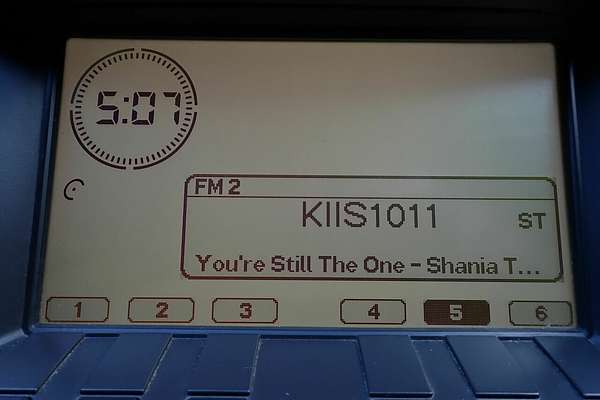 5:07
FM 2
KIIS1011
ST
You're Still The One - Shania T...
1 2 3 4 5 6